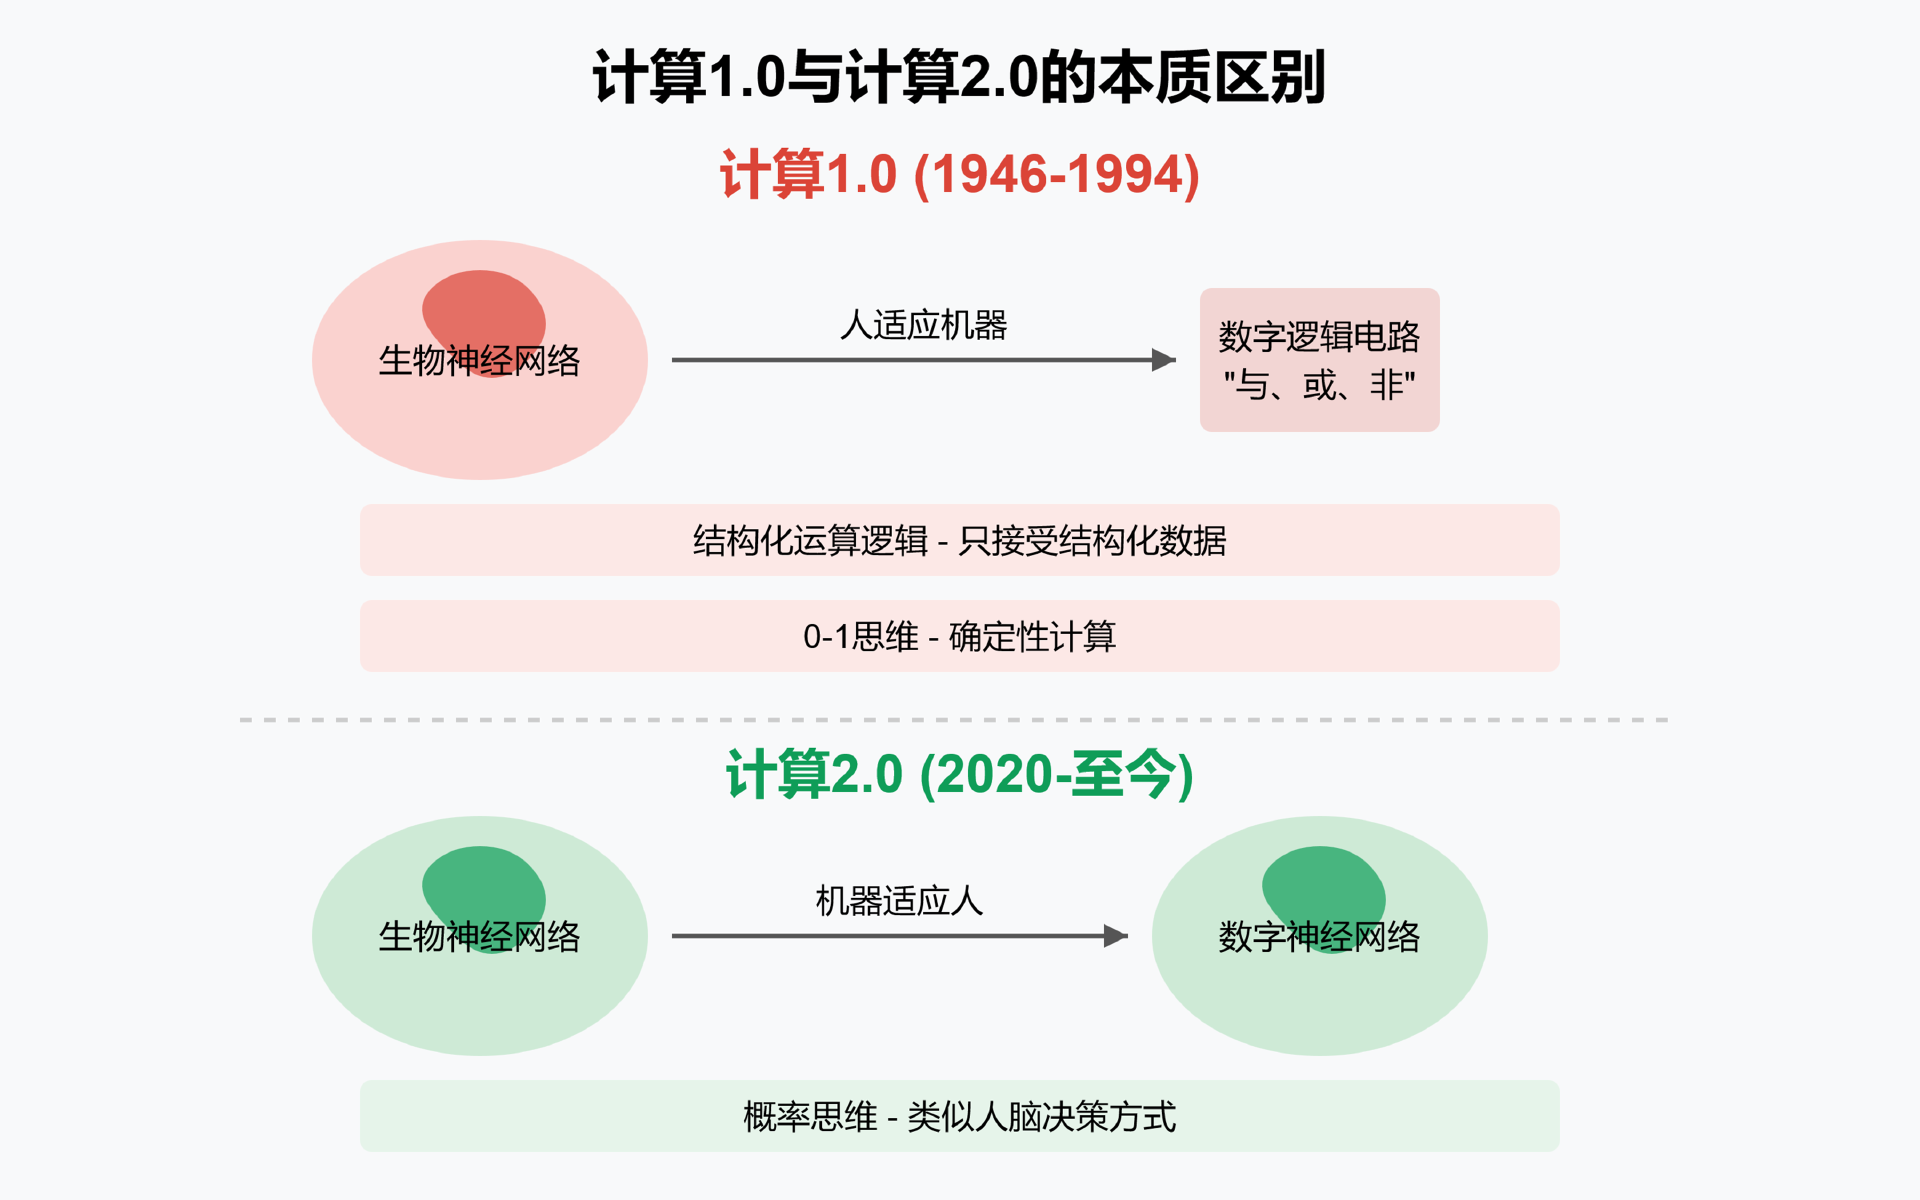 计算1.0与计算2.0的本质区别
计算1.0 (1946-1994)
生物神经网络
人适应机器
数字逻辑电路
"与、或、非"
结构化运算逻辑 - 只接受结构化数据
0-1思维 - 确定性计算
计算2.0 (2020-至今)
生物神经网络
机器适应人
数字神经网络
概率思维 - 类似人脑决策方式